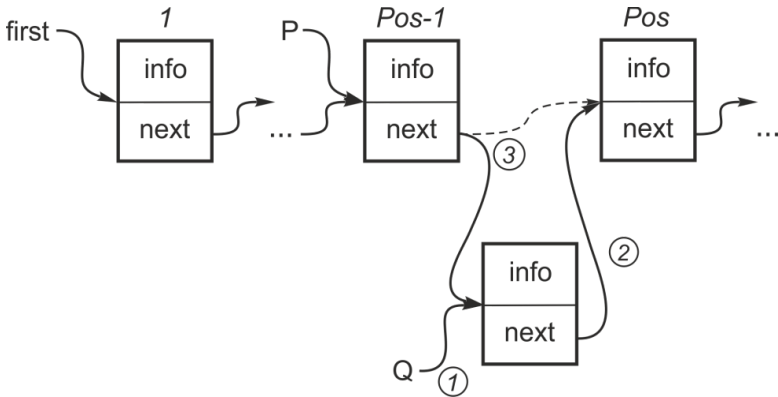 1 Pos-1 Pos
first P
info info info
next ... next next ...
3
info 2
next
Q 1